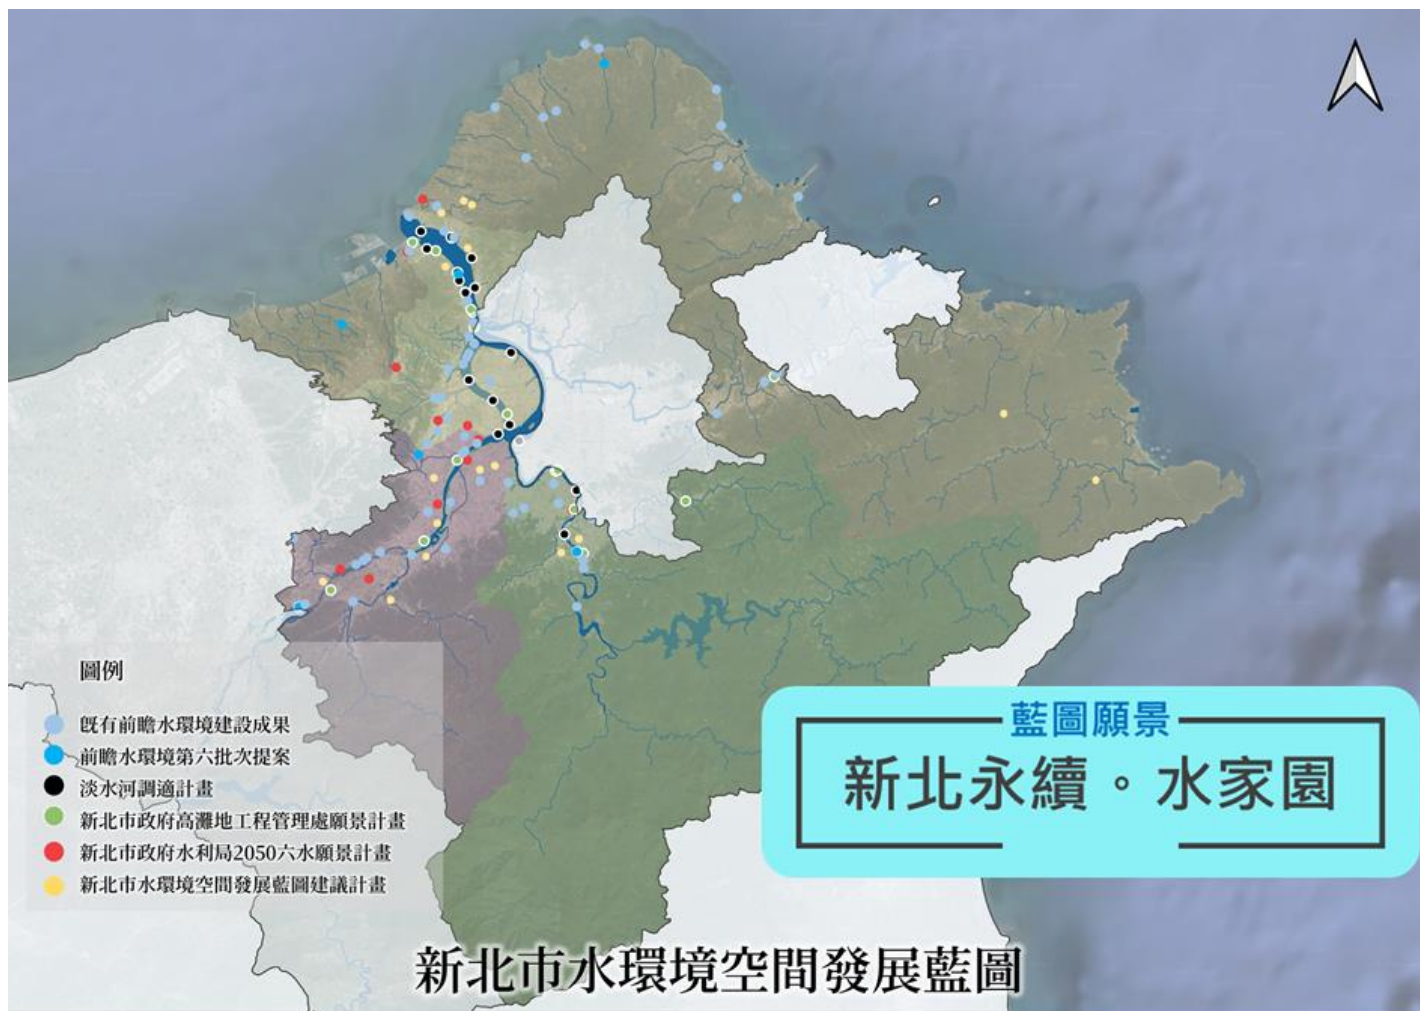 圖例
既有前瞻水環境建設成果
前瞻水環境第六批次提案
淡水河調適計畫
新北市政府高灘地工程管理處願景計畫
新北市政府水利局2050六水願景計畫
新北市水環境空間發展藍圖建議計畫
藍圖願景
新北永續。水家園
新北市水環境空間發展藍圖